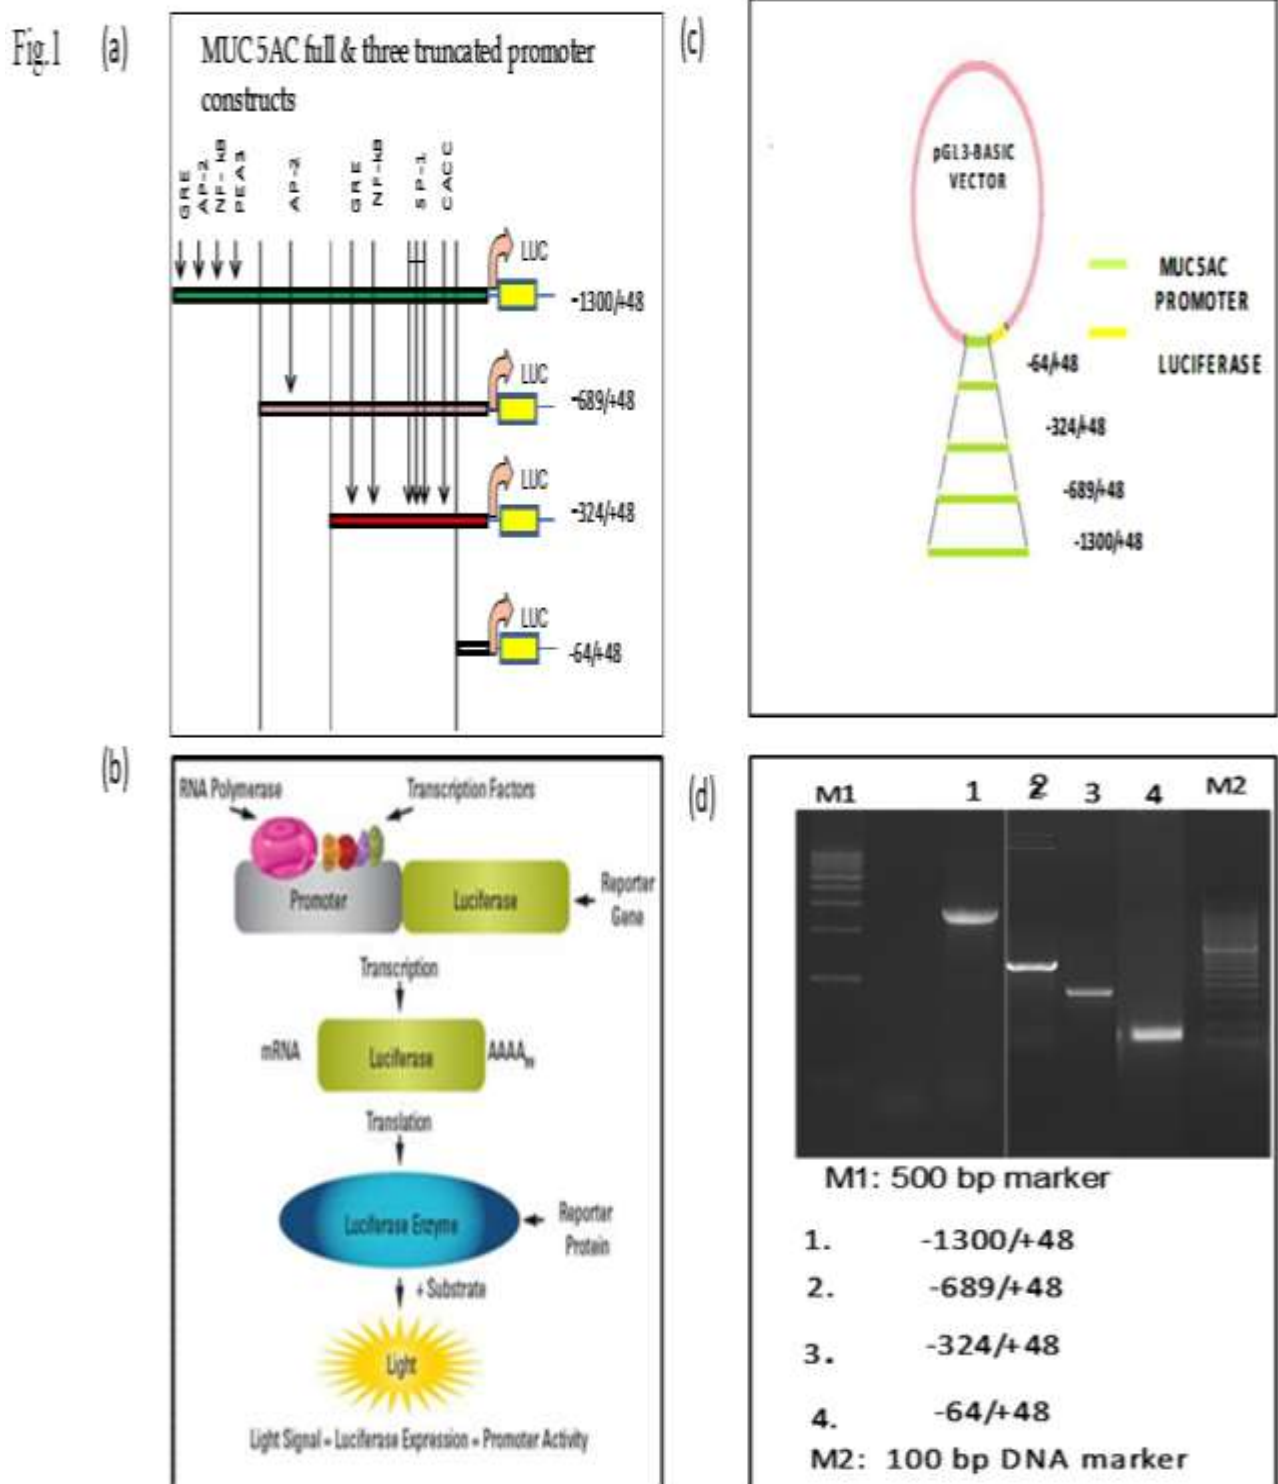 Fig.1
(a)
MUC 5AC full & three truncated promoter
constructs
GRE
AP-2
NF-kB
PEA3
AP-2
GRE
NF-kB
SP-1
CACC
LUC
-1300/+48
LUC
-689/+48
LUC
-324/+48
LUC
-64/+48
(b)
RNA Polymerase
Transcription Factors
Promoter
Luciferase
Reporter
Gene
Transcription
mRNA
Luciferase
Translation
Luciferase Enzyme
Reporter
Protein
+ Substrate
Light
Light Signal = Luciferase Expression = Promoter Activity
(c)
pGL3-BASIC
VECTOR
MUC5AC
PROMOTER
LUCIFERASE
-64/+48
-324/+48
-689/+48
-1300/+48
(d)
M1 1 2 3 4 M2
M1: 500 bp marker
1. -1300/+48
2. -689/+48
3. -324/+48
4. -64/+48
M2: 100 bp DNA marker